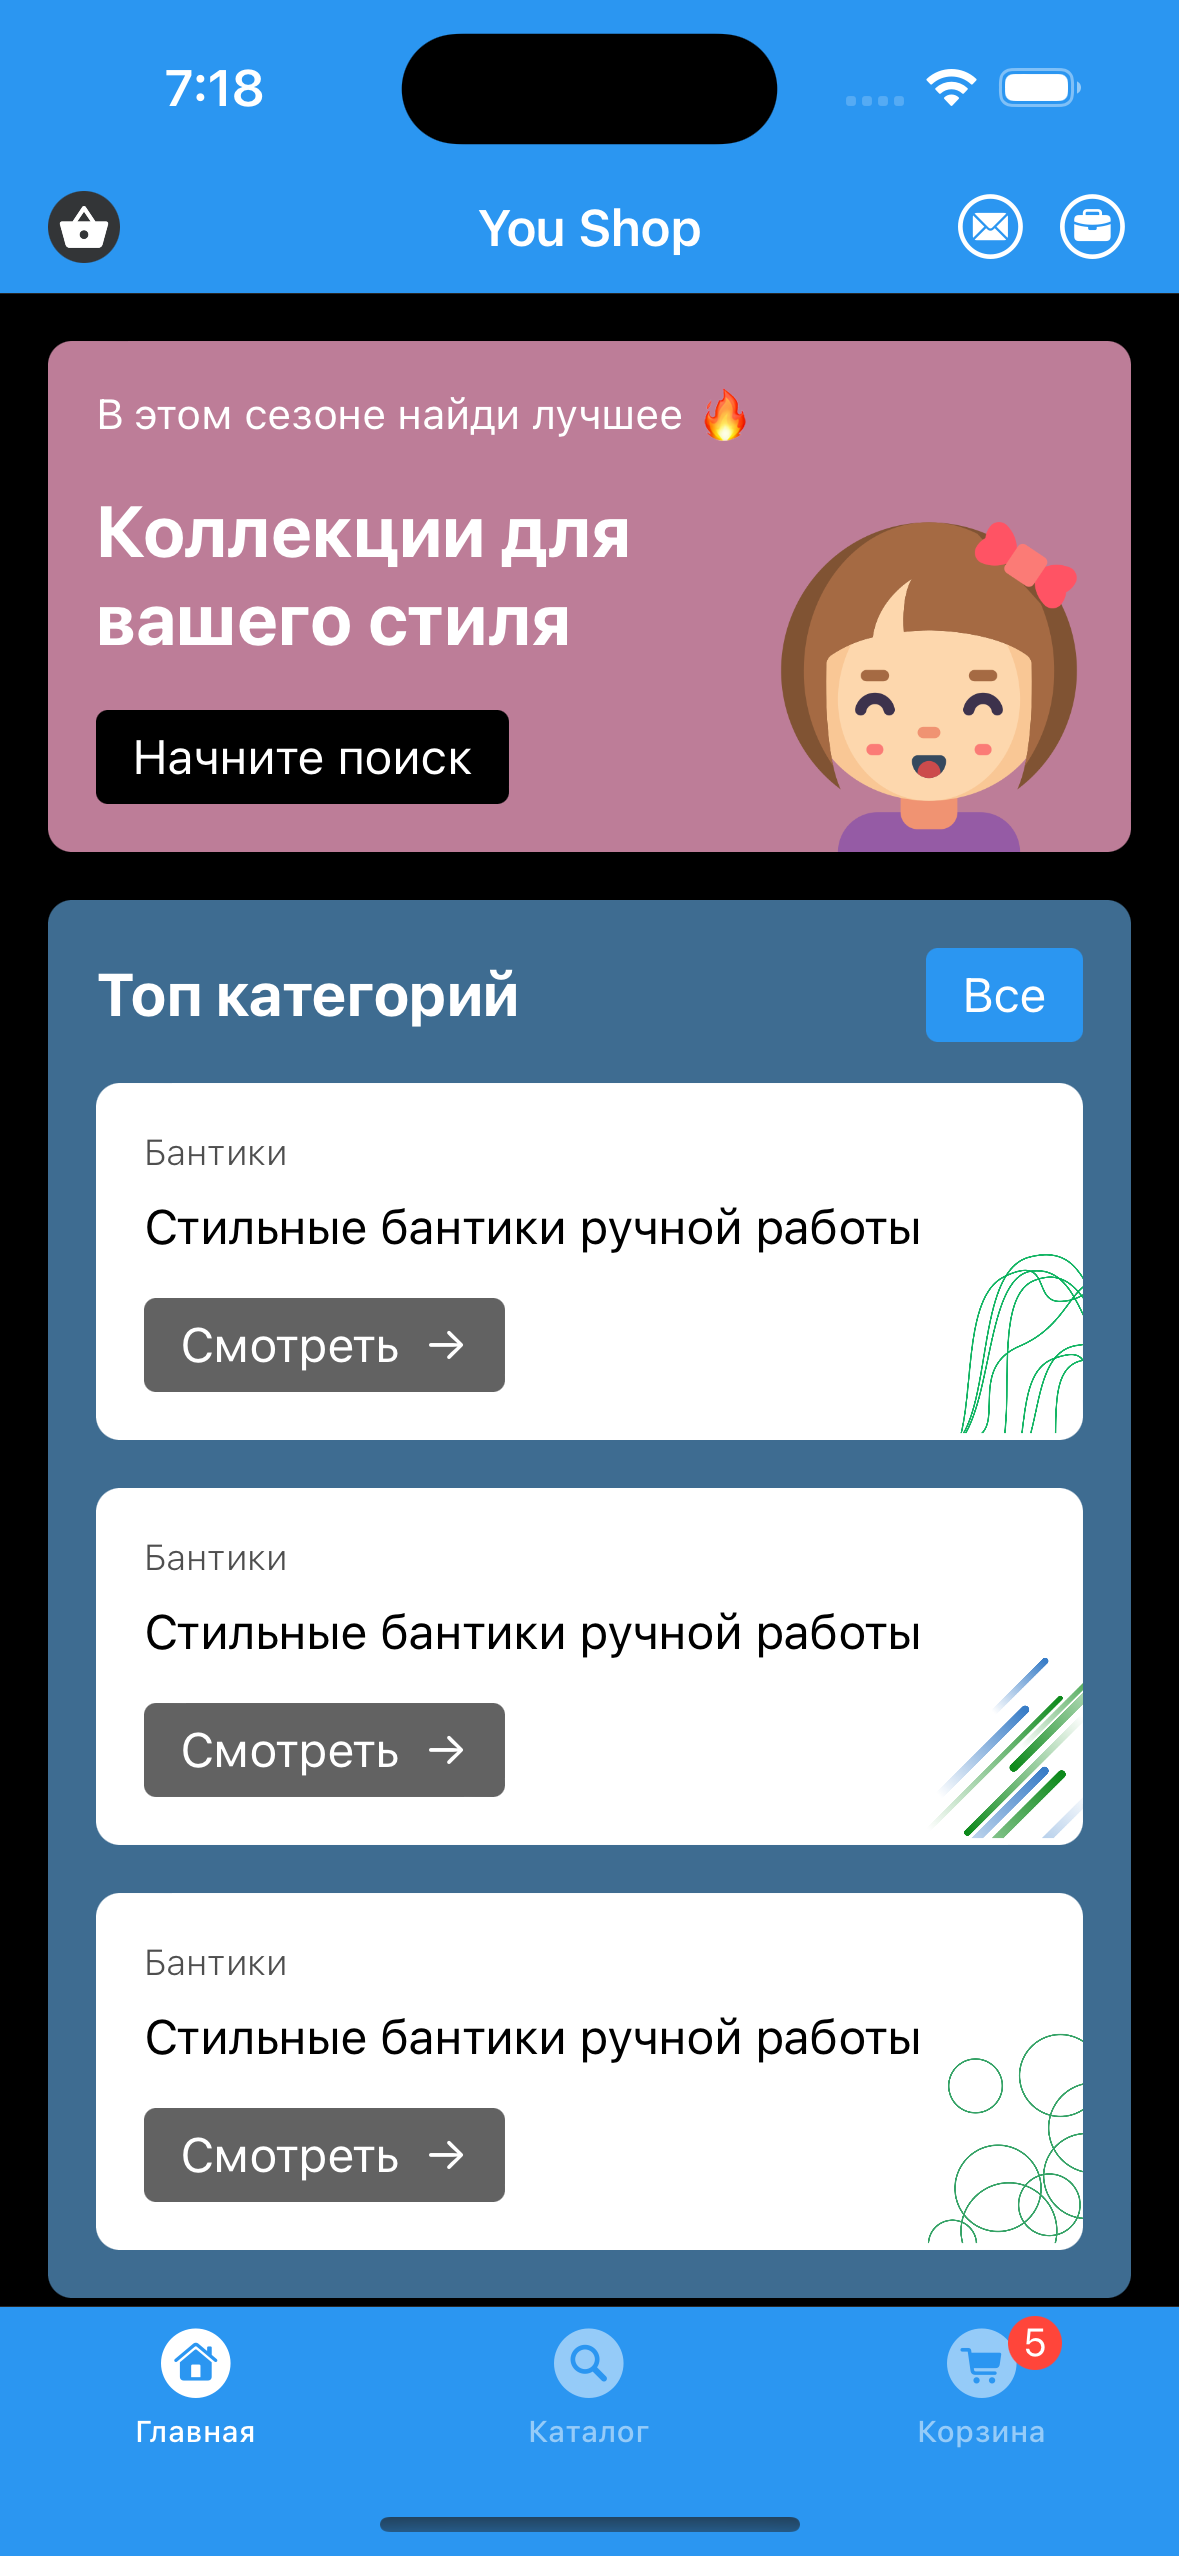 7:18
You Shop
В этом сезоне найди лучшее 🔥
Коллекции для
вашего стиля
Начните поиск
Топ категорий
Все
Бантики
Стильные бантики ручной работы
Смотреть →
Бантики
Стильные бантики ручной работы
Смотреть →
Бантики
Стильные бантики ручной работы
Смотреть →
5
Главная
Каталог
Корзина